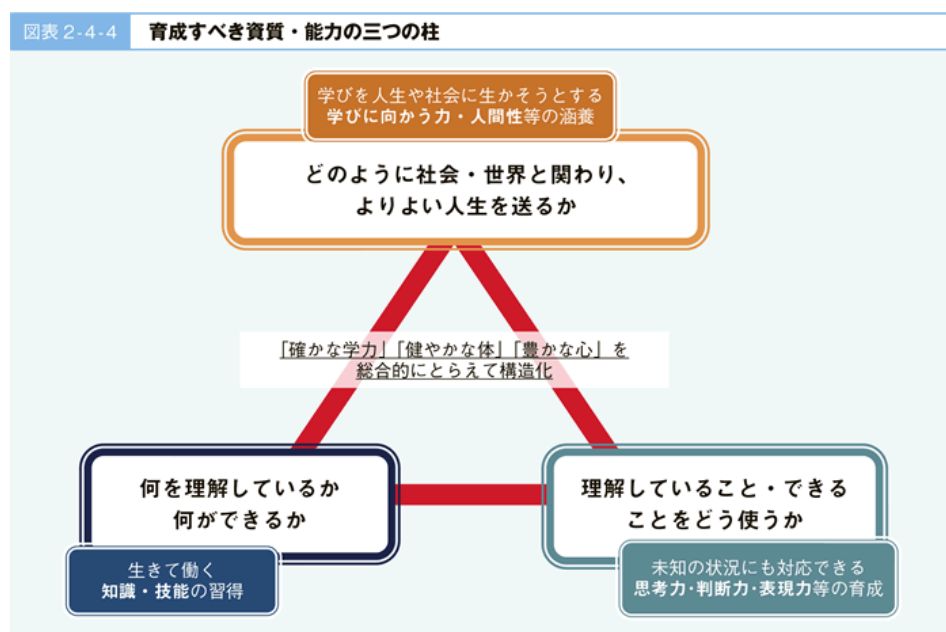 図表2-4-4 育成すべき資質・能力の三つの柱
学びを人生や社会に生かそうとする
学びに向かう力・人間性等の涵養
どのように社会・世界と関わり、
よりよい人生を送るか
「確かな学力」「健やかな体」「豊かな心」を
総合的にとらえて構造化
何を理解しているか
何ができるか
生きて働く
知識・技能の習得
理解していること・できる
ことをどう使うか
未知の状況にも対応できる
思考力・判断力・表現力等の育成